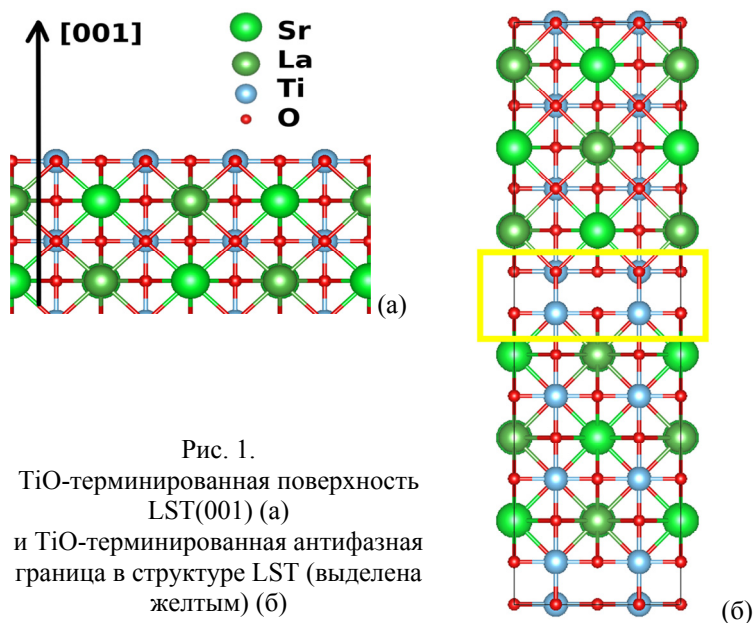 [001]
Sr
La
Ti
O
(а)
Рис. 1.
TiO-терминированная поверхность
LST(001) (а)
и TiO-терминированная антифазная
граница в структуре LST (выделена
желтым) (б)
(б)